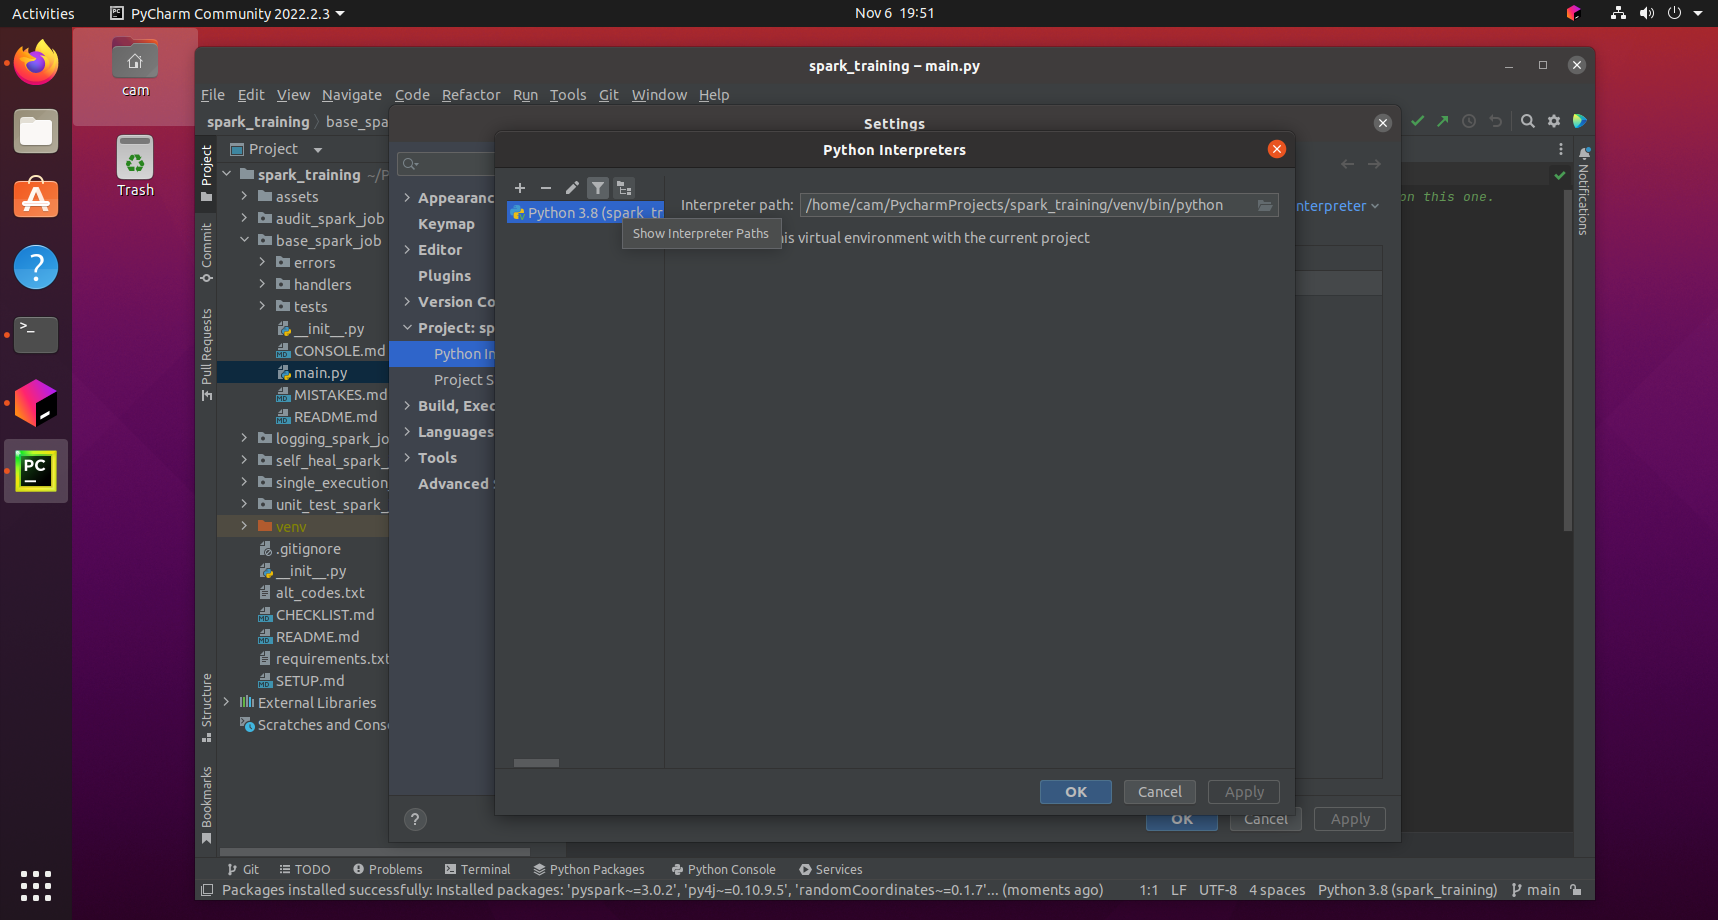 Activities
PyCharm Community 2022.2.3
Nov 6 19:51
cam
Trash
spark_training – main.py
File Edit View Navigate Code Refactor Run Tools Git Window Help
spark_training base_spa
Settings
Python Interpreters
Project
Commit
Pull Requests
Structure
Bookmarks
Notifications
Project
spark_training ~/P
assets
audit_spark_job
base_spark_job
errors
handlers
tests
__init__.py
CONSOLE.md
main.py
MISTAKES.md
README.md
logging_spark_jo
self_heal_spark_
single_execution_
unit_test_spark_
venv
.gitignore
__init__.py
alt_codes.txt
CHECKLIST.md
README.md
requirements.txt
SETUP.md
External Libraries
Scratches and Conso
Appearanc
Keymap
Editor
Plugins
Version Co
Project: sp
Python In
Project S
Build, Exec
Languages
Tools
Advanced S
Python 3.8 (spark_tr
Interpreter path: /home/cam/PycharmProjects/spark_training/venv/bin/python
Show Interpreter Paths
is virtual environment with the current project
nterpreter
on this one.
OK Cancel Apply
? OK Cancel Apply
Git TODO Problems Terminal Python Packages Python Console Services
Packages installed successfully: Installed packages: 'pyspark~=3.0.2', 'py4j~=0.10.9.5', 'randomCoordinates~=0.1.7'... (moments ago) 1:1 LF UTF-8 4 spaces Python 3.8 (spark_training) main
PC